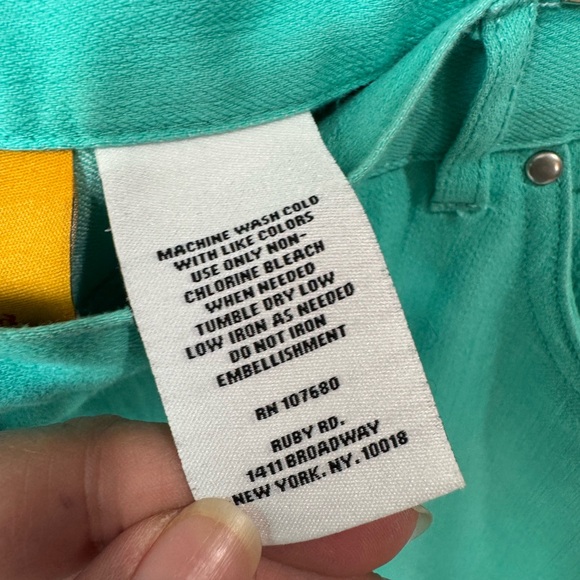 MACHINE WASH COLD
WITH LIKE COLORS
USE ONLY NON-
CHLORINE BLEACH
WHEN NEEDED
TUMBLE DRY LOW
LOW IRON AS NEEDED
DO NOT IRON
EMBELLISHMENT
RN 107680
RUBY RD.
1411 BROADWAY
NEW YORK. NY. 10018